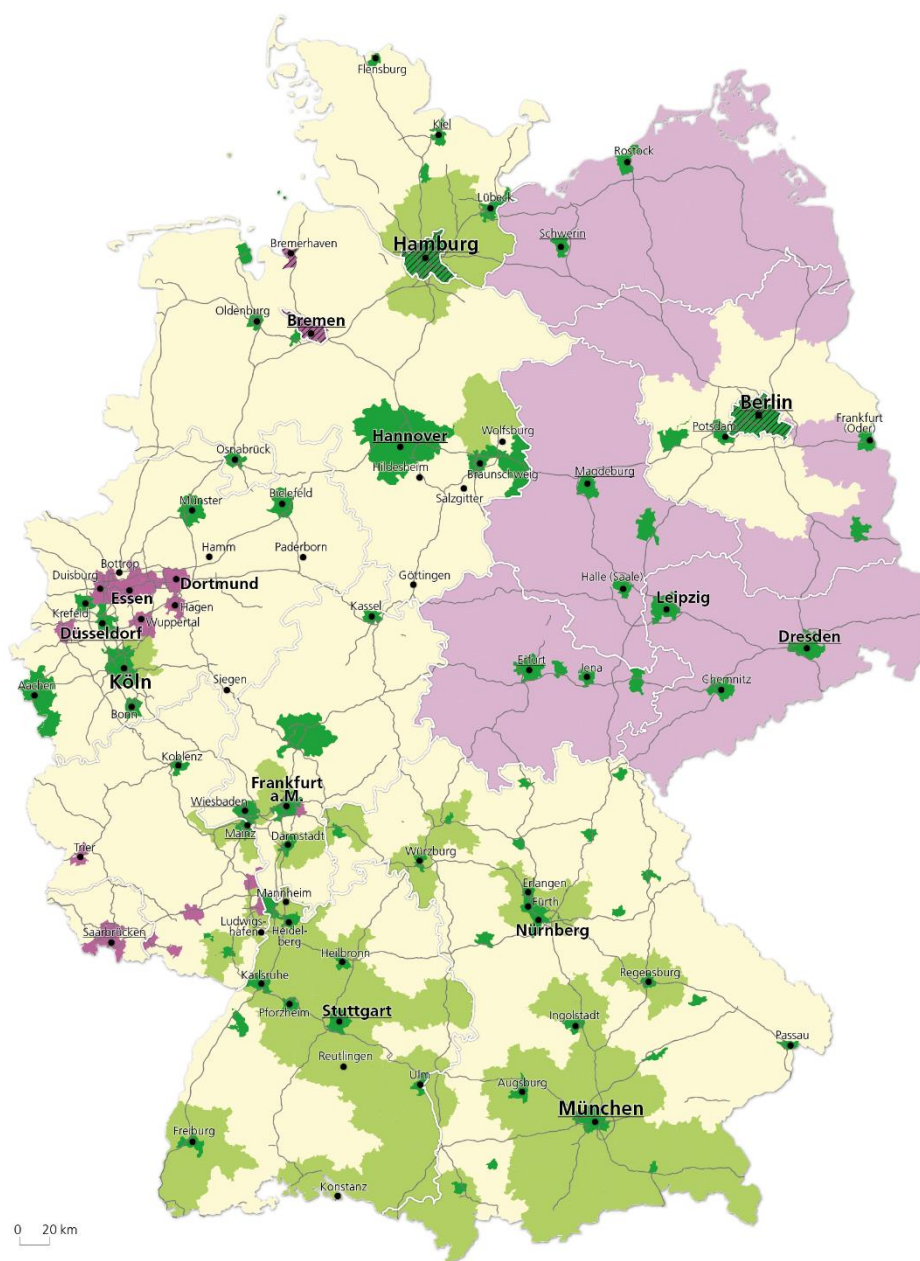 Flensburg
Kiel
Rostock
Lübeck
Schwerin
Hamburg
Bremerhaven
Oldenburg
Bremen
Berlin
Potsdam
Frankfurt
(Oder)
Wolfsburg
Hannover
Braunschweig
Hildesheim
Osnabrück
Salzgitter
Magdeburg
Münster
Bielefeld
Hamm
Paderborn
Bottrop
Duisburg
Dortmund
Essen
Göttingen
Halle (Saale)
Leipzig
Krefeld
Hagen
Kassel
Wuppertal
Düsseldorf
Dresden
Köln
Erfurt
Jena
Chemnitz
Aachen
Siegen
Bonn
Koblenz
Frankfurt
a.M.
Wiesbaden
Mainz
Darmstadt
Trier
Würzburg
Mannheim
Erlangen
Fürth
Nürnberg
Ludwigs-
hafen
Heidel-
berg
Saarbrücken
Heilbronn
Karlsruhe
Regensburg
Pforzheim
Stuttgart
Ingolstadt
Passau
Reutlingen
Ulm
Augsburg
München
Freiburg
Konstanz
0 20 km